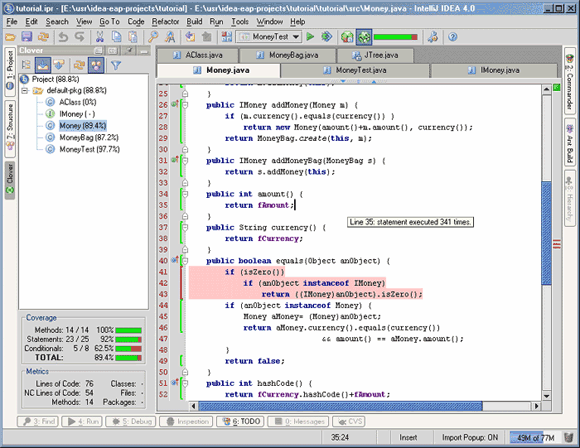 tutorial.ipr - [E:\usr\idea-eap-projects\tutorial] - [E:\usr\idea-eap-projects\tutorial\tutorial\src\Money.java] - IntelliJ IDEA 4.0
File Edit Search View Go To Code Refactor Build Run Tools Window Help
MoneyTest
Clover
AClass.java MoneyBag.java JTree.java
Money.java MoneyTest.java IMoney.java
1: Project
7: Structure
Clover
Project (88.8%)
default-pkg (88.8%)
AClass (0%)
IMoney ( - )
Money (89.4%)
MoneyBag (87.2%)
MoneyTest (97.7%)
Coverage
Methods: 14 / 14 100%
Statements: 23 / 25 92%
Conditionals: 5 / 8 62.5%
TOTAL: 89.4%
Metrics
Lines of Code: 76 Classes: -
NC Lines of Code: 54 Files: -
Methods: 14 Packages: -
25 }
26 public IMoney addMoney(Money m) {
27 if (m.currency().equals(currency()) )
28 return new Money(amount()+m.amount(), currency());
29 return MoneyBag.create(this, m);
30 }
31 public IMoney addMoneyBag(MoneyBag s) {
32 return s.addMoney(this);
33 }
34 public int amount() {
35 return fAmount;
36 }
37 public String currency() {
38 return fCurrency;
39 }
40 public boolean equals(Object anObject) {
41 if (isZero())
42 if (anObject instanceof IMoney)
43 return ((IMoney)anObject).isZero();
44 if (anObject instanceof Money) {
45 Money aMoney= (Money)anObject;
46 return aMoney.currency().equals(currency())
47 && amount() == aMoney.amount();
48 }
49 return false;
50 }
51 public int hashCode() {
52 return fCurrency.hashCode()+fAmount;
Line 35: statement executed 341 times.
2: Commander
Ant Build
8: Hierarchy
3: Find 4: Run 5: Debug Inspection 6: TODO 0: Messages CVS
35:24 Insert Import Popup: ON 49M of 77M